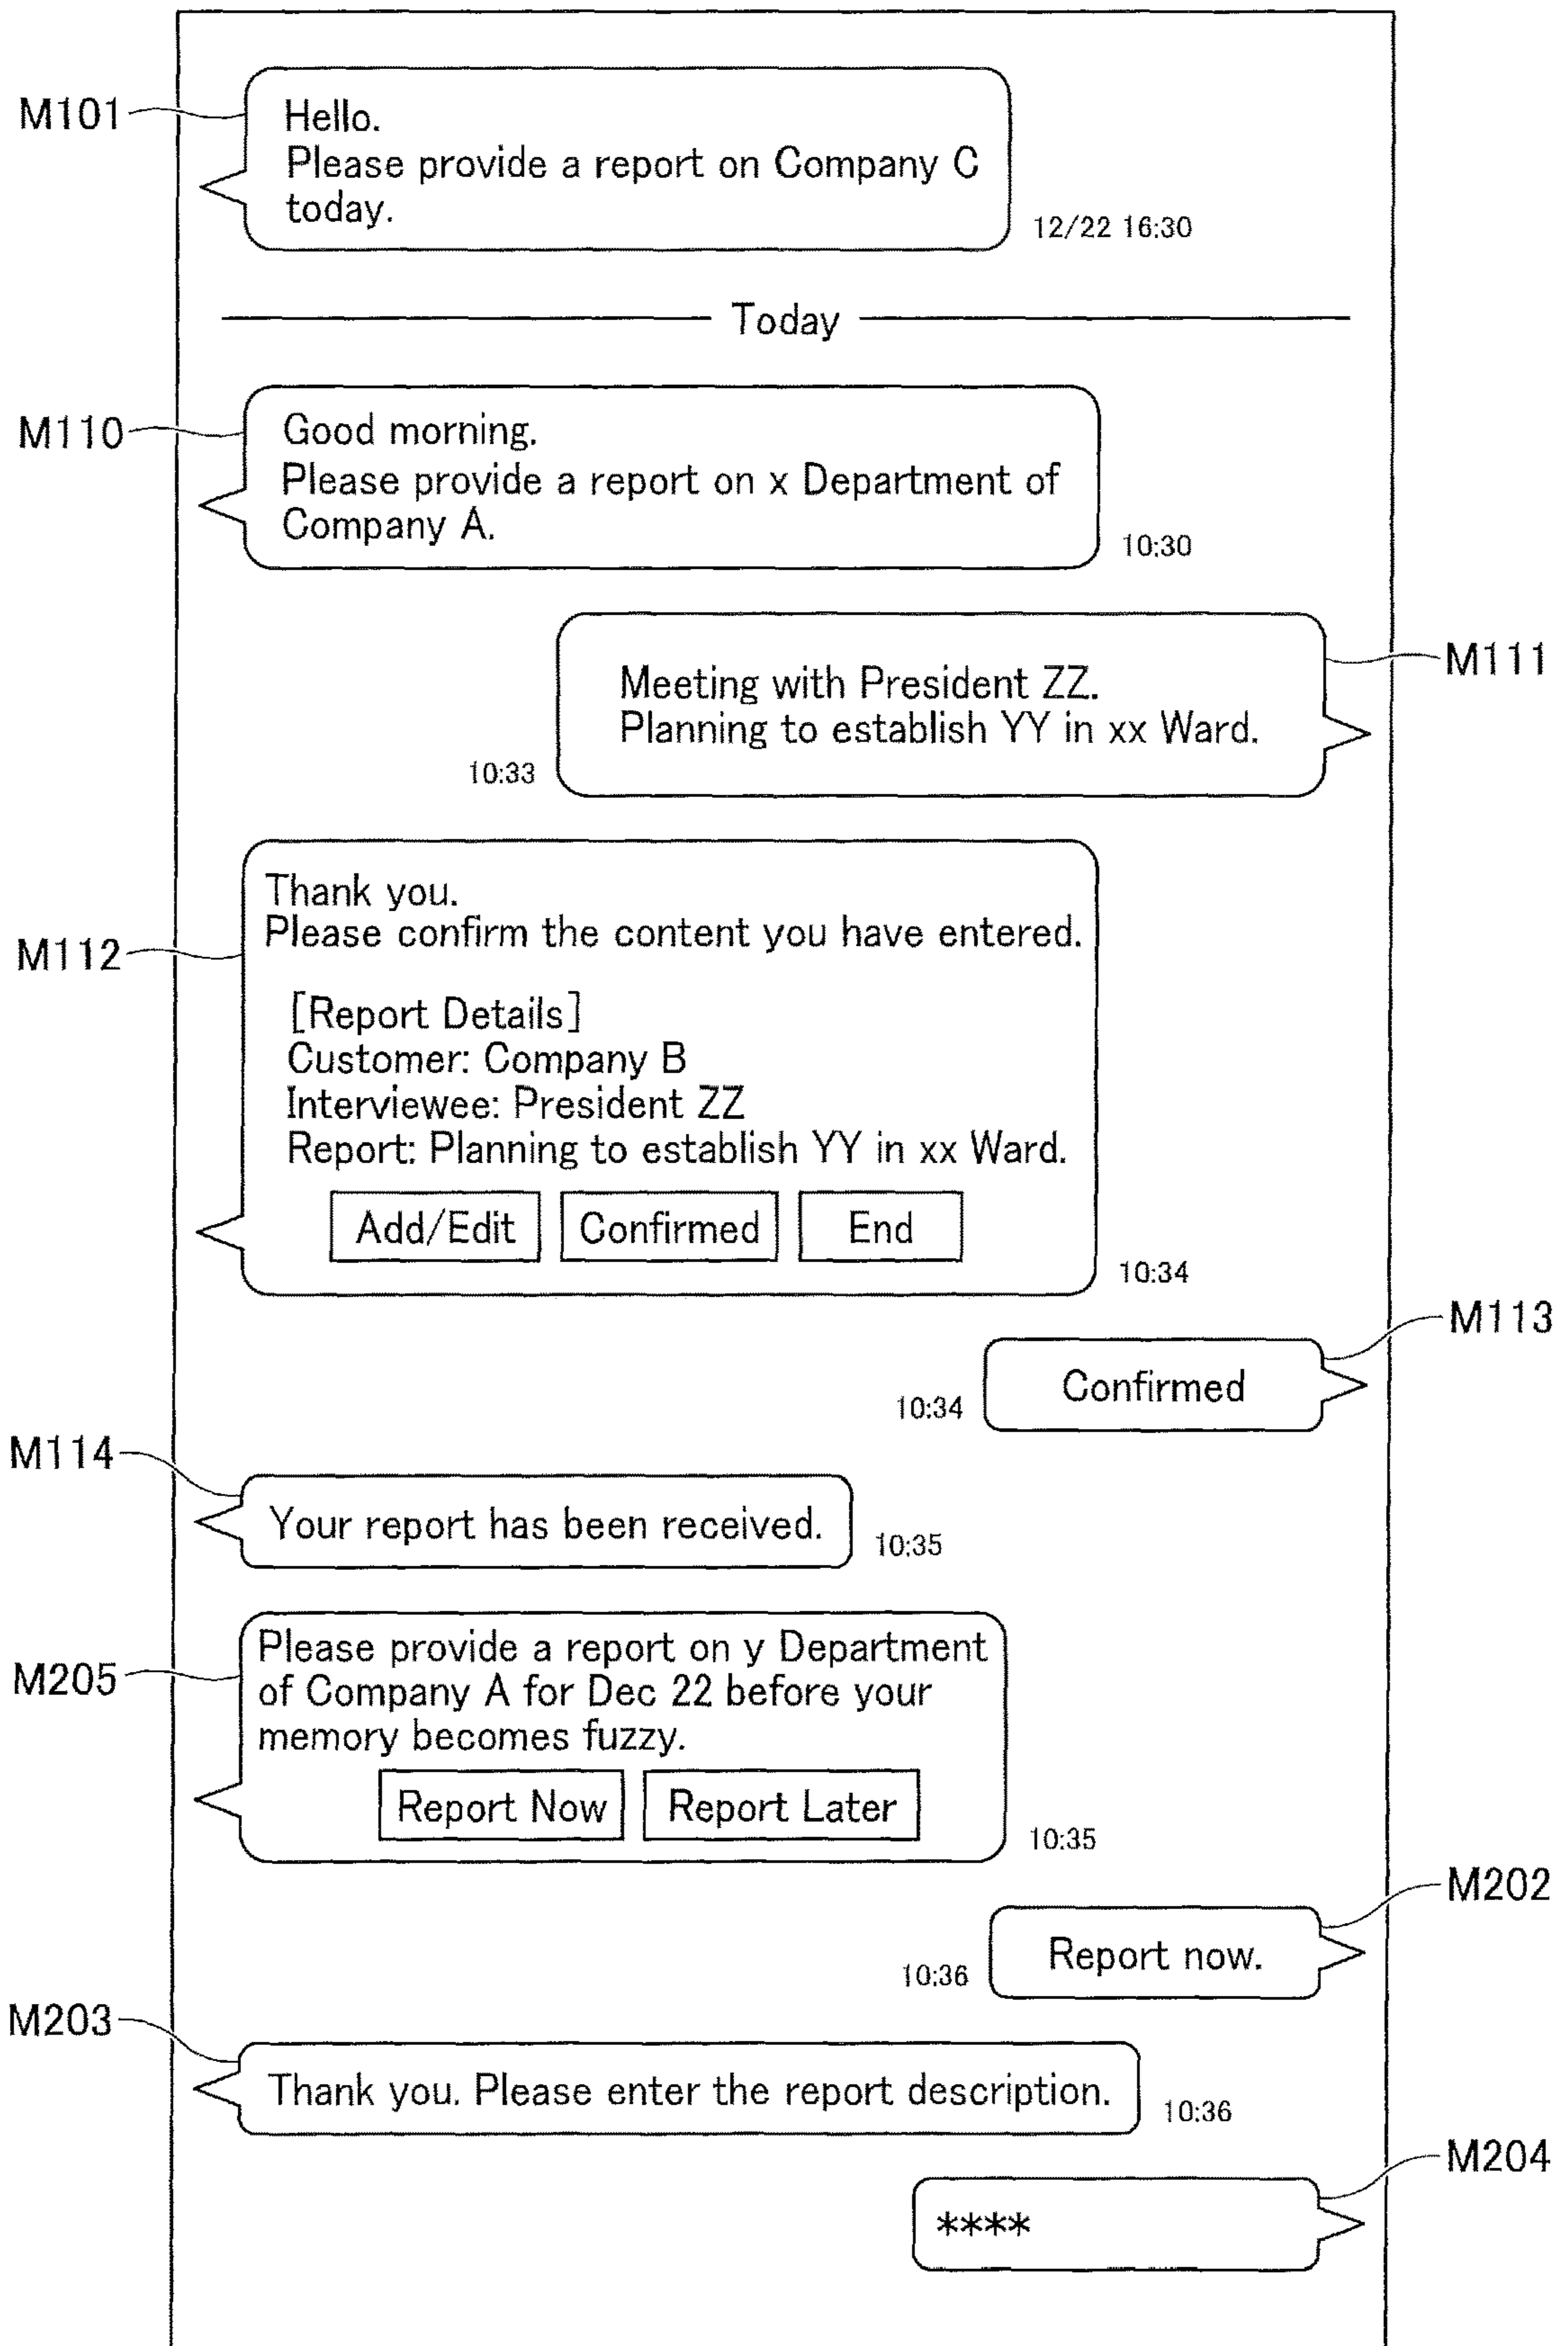 M101
Hello.
Please provide a report on Company C
today.
12/22 16:30
Today
M110
Good morning.
Please provide a report on x Department of
Company A.
10:30
M111
Meeting with President ZZ.
Planning to establish YY in xx Ward.
10:33
M112
Thank you.
Please confirm the content you have entered.
[Report Details]
Customer: Company B
Interviewee: President ZZ
Report: Planning to establish YY in xx Ward.
Add/Edit Confirmed End
10:34
M113
Confirmed
10:34
M114
Your report has been received.
10:35
M205
Please provide a report on y Department
of Company A for Dec 22 before your
memory becomes fuzzy.
Report Now Report Later
10:35
M202
Report now.
10:36
M203
Thank you. Please enter the report description.
10:36
M204
****